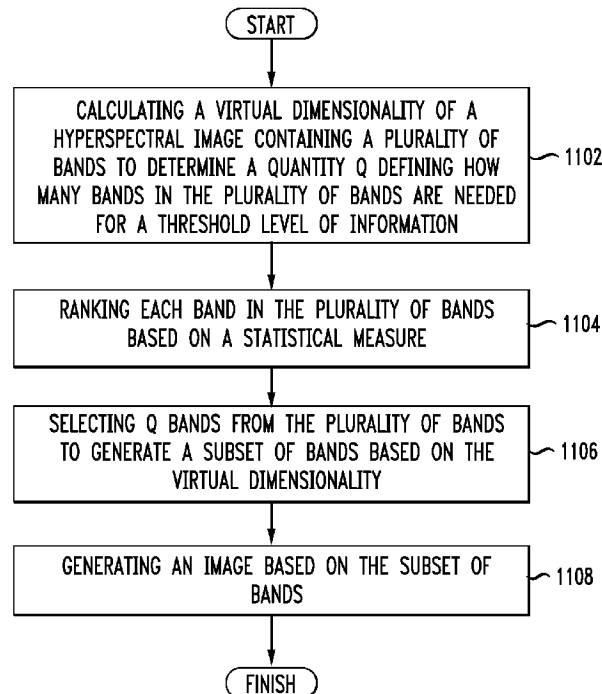 START
CALCULATING A VIRTUAL DIMENSIONALITY OF A
HYPERSPECTRAL IMAGE CONTAINING A PLURALITY OF
BANDS TO DETERMINE A QUANTITY Q DEFINING HOW
MANY BANDS IN THE PLURALITY OF BANDS ARE NEEDED
FOR A THRESHOLD LEVEL OF INFORMATION
1102
RANKING EACH BAND IN THE PLURALITY OF BANDS
BASED ON A STATISTICAL MEASURE
1104
SELECTING Q BANDS FROM THE PLURALITY OF BANDS
TO GENERATE A SUBSET OF BANDS BASED ON THE
VIRTUAL DIMENSIONALITY
1106
GENERATING AN IMAGE BASED ON THE SUBSET OF
BANDS
1108
FINISH